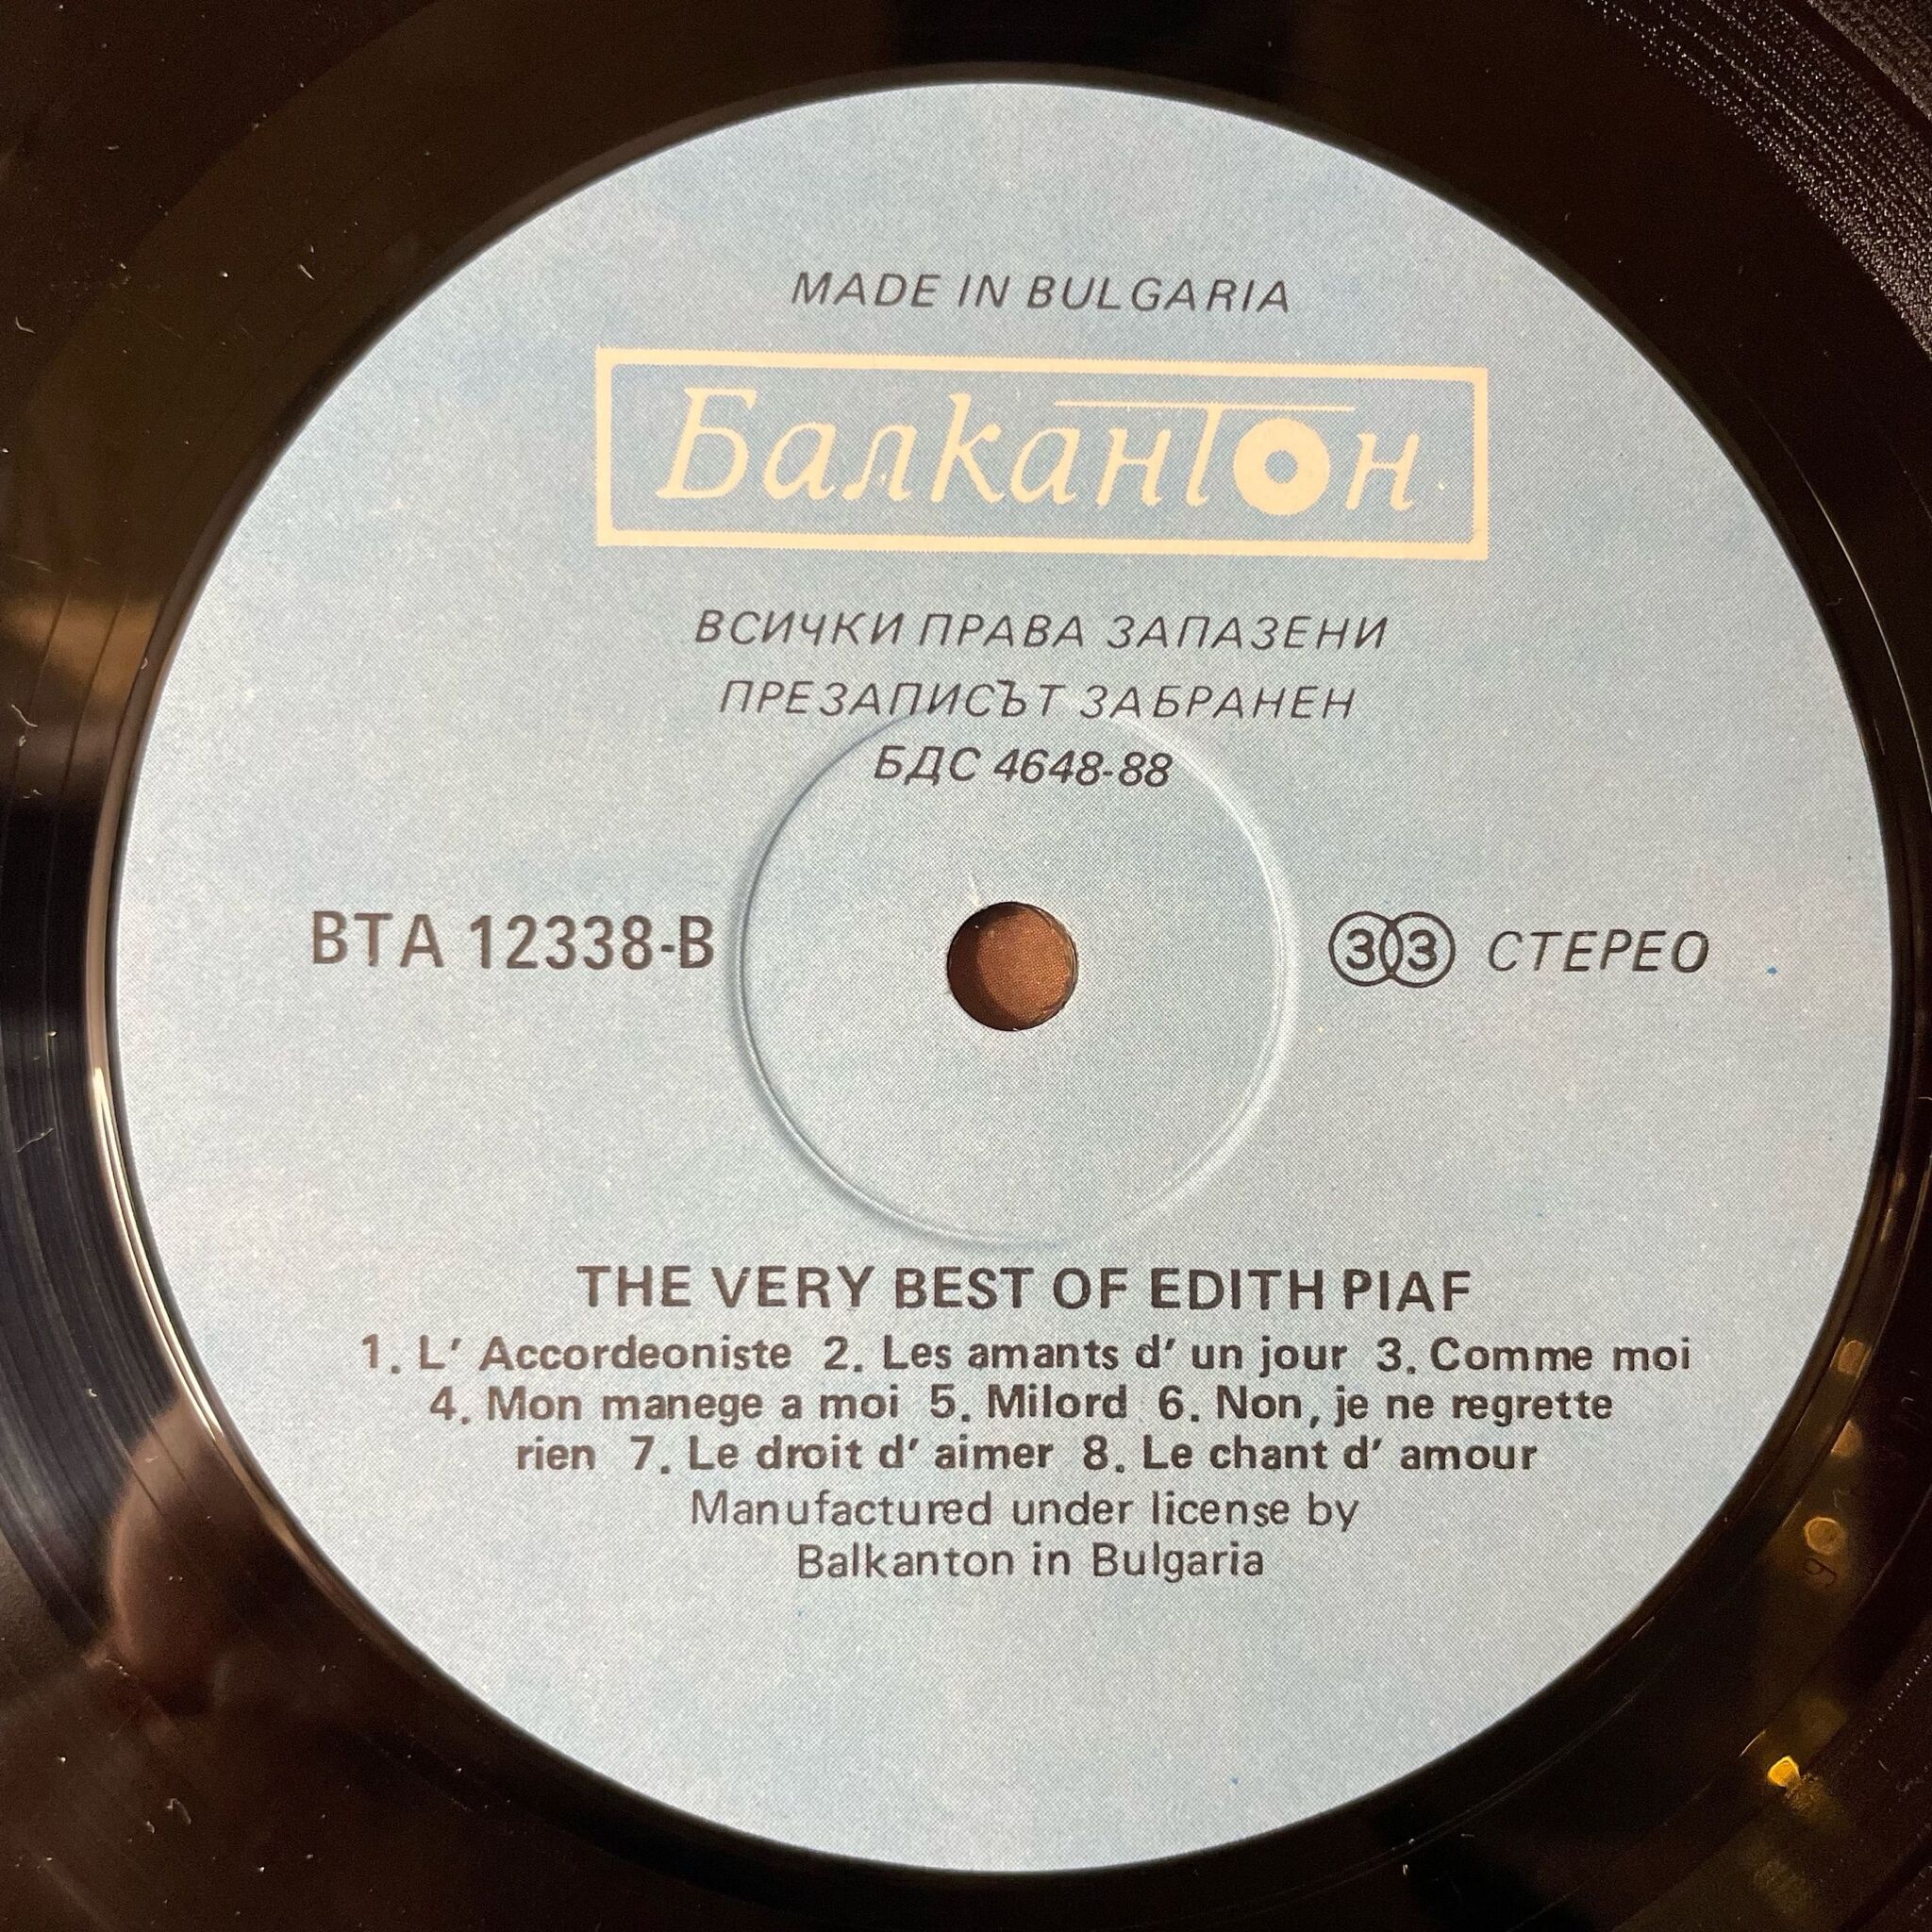 MADE IN BULGARIA
Балкантон
ВСИЧКИ ПРАВА ЗАПАЗЕНИ
ПРЕЗАПИСЪТ ЗАБРАНЕН
БДС 4648-88
ВТА 12338-В
33 СТЕРЕО
THE VERY BEST OF EDITH PIAF
1. L' Accordeoniste 2. Les amants d' un jour 3. Comme moi
4. Mon manege a moi 5. Milord 6. Non, je ne regrette
rien 7. Le droit d' aimer 8. Le chant d' amour
Manufactured under license by
Balkanton in Bulgaria